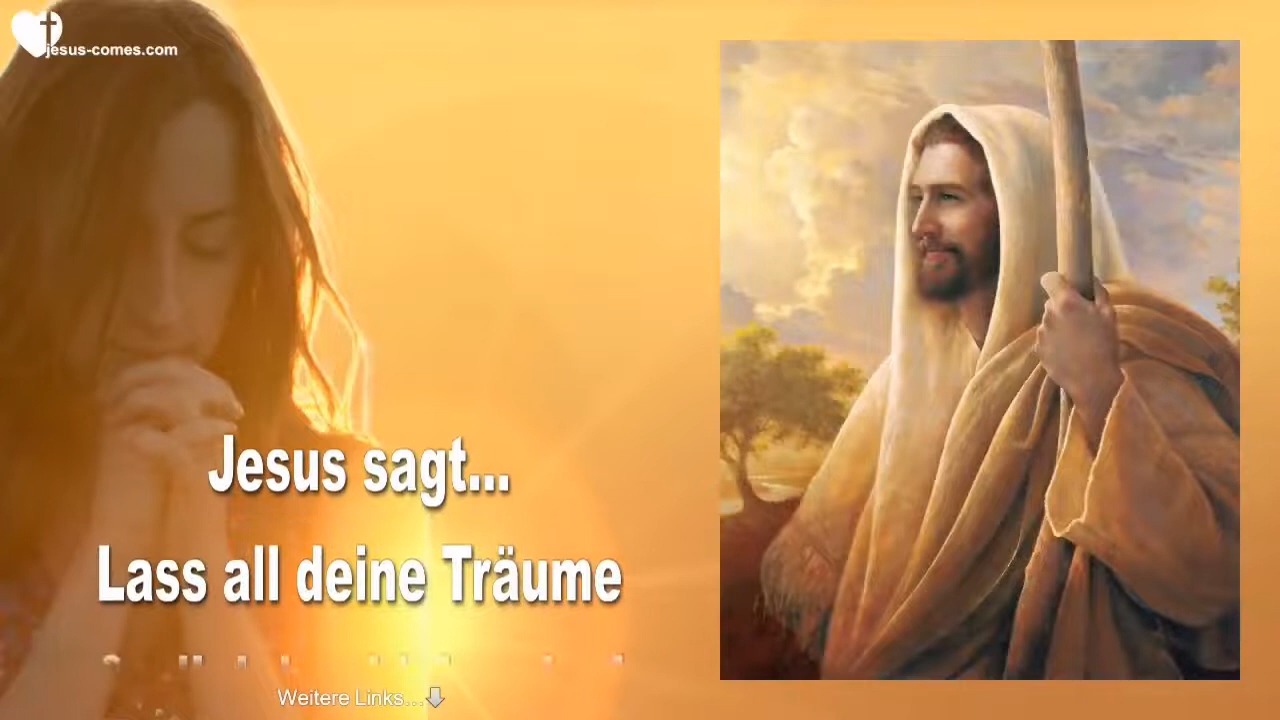 jesus-comes.com
Jesus sagt...
Lass all deine Träume
Weitere Links...